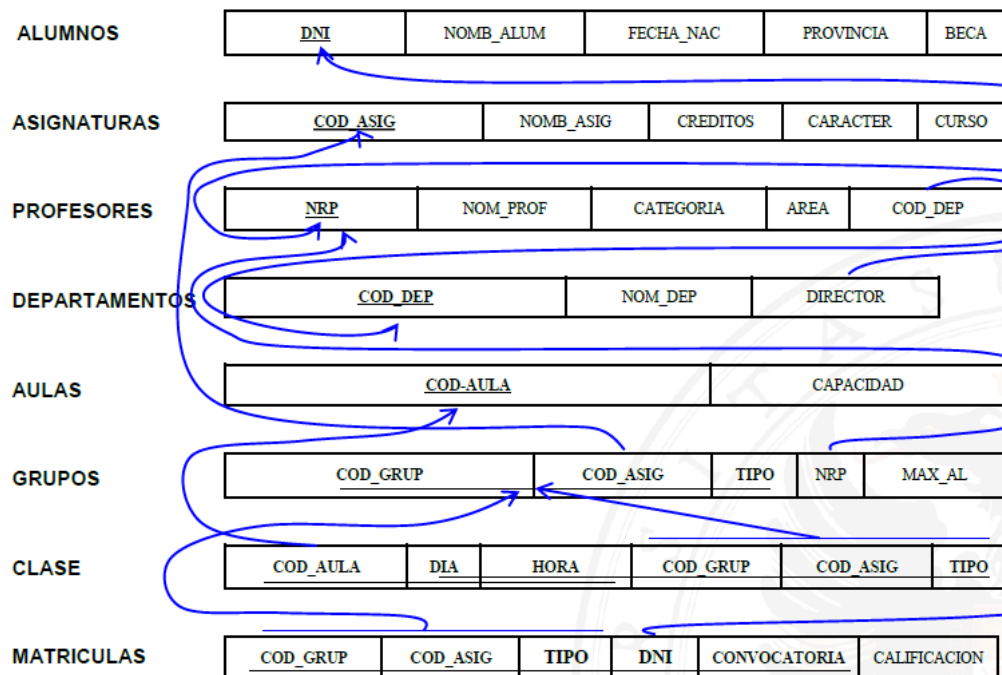 ALUMNOS DNI NOMB_ALUM FECHA_NAC PROVINCIA BECA
ASIGNATURAS COD_ASIG NOMB_ASIG CREDITOS CARACTER CURSO
PROFESORES NRP NOM_PROF CATEGORIA AREA COD_DEP
DEPARTAMENTOS COD_DEP NOM_DEP DIRECTOR
AULAS COD-AULA CAPACIDAD
GRUPOS COD_GRUP COD_ASIG TIPO NRP MAX_AL
CLASE COD_AULA DIA HORA COD_GRUP COD_ASIG TIPO
MATRICULAS COD_GRUP COD_ASIG TIPO DNI CONVOCATORIA CALIFICACION